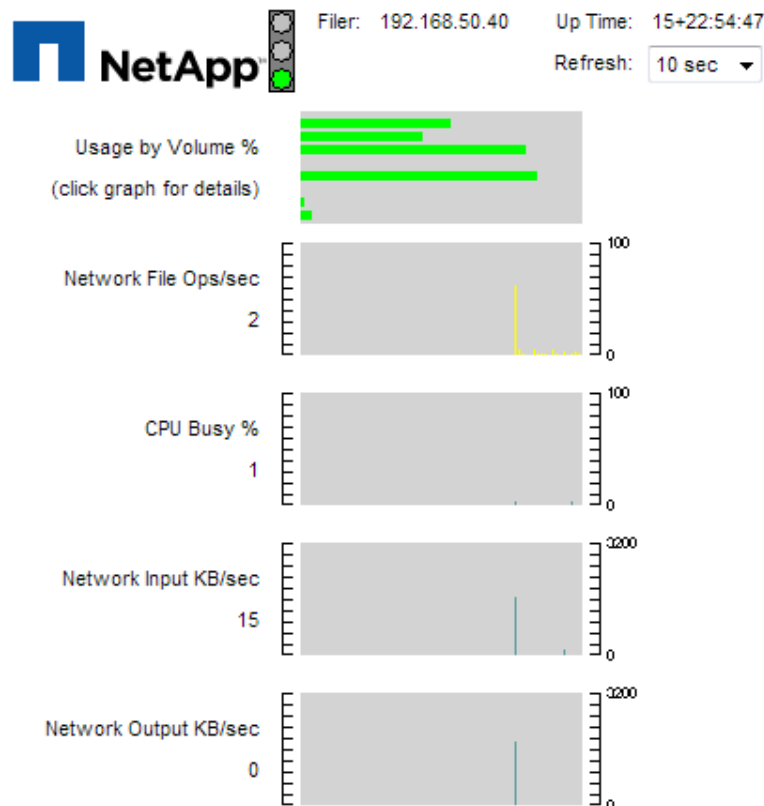 Filer: 192.168.50.40 Up Time: 15+22:54:47
NetApp™
Refresh: 10 sec
Usage by Volume %
(click graph for details)
100
Network File Ops/sec
2
0
100
CPU Busy %
1
0
3200
Network Input KB/sec
15
0
3200
Network Output KB/sec
0
0